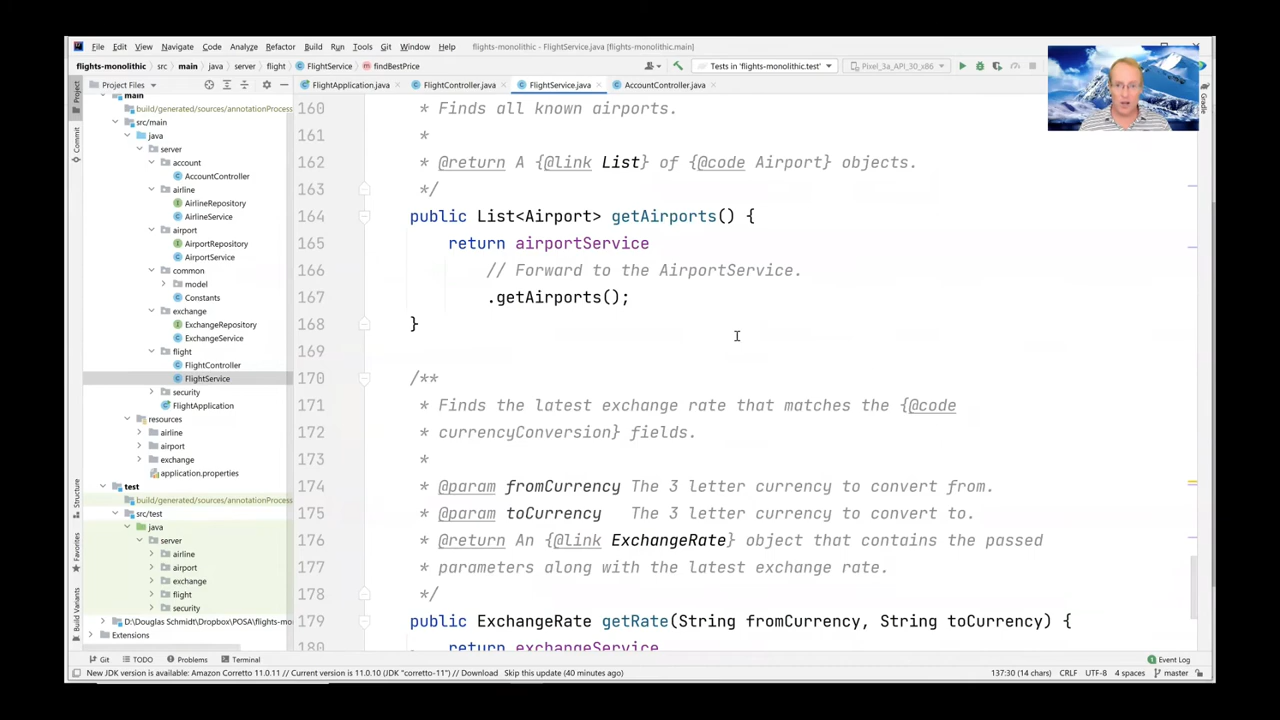 File Edit View Navigate Code Analyze Refactor Build Run Tools Git Window Help flights-monolithic - FlightService.java [flights-monolithic.main]
flights-monolithic src main java server flight FlightService findBestPrice Tests in 'flights-monolithic.test' Pixel_3a_API_30_x86
Project Files FlightApplication.java FlightController.java FlightService.java AccountController.java
Project
Commit
Structure
Favorites
Build Variants
Gradle
main
build/generated/sources/annotationProcess
src/main
java
server
account
AccountController
airline
AirlineRepository
AirlineService
airport
AirportRepository
AirportService
common
model
Constants
exchange
ExchangeRepository
ExchangeService
flight
FlightController
FlightService
security
FlightApplication
resources
airline
airport
exchange
application.properties
test
build/generated/sources/annotationProcess
src/test
java
server
airline
airport
exchange
flight
security
D:\Douglas Schmidt\Dropbox\POSA\flights-mo
Extensions
160 * Finds all known airports.
161 *
162 * @return A {@link List} of {@code Airport} objects.
163 */
164 public List<Airport> getAirports() {
165 return airportService
166 // Forward to the AirportService.
167 .getAirports();
168 }
169
170 /**
171 * Finds the latest exchange rate that matches the {@code
172 * currencyConversion} fields.
173 *
174 * @param fromCurrency The 3 letter currency to convert from.
175 * @param toCurrency The 3 letter currency to convert to.
176 * @return An {@link ExchangeRate} object that contains the passed
177 * parameters along with the latest exchange rate.
178 */
179 public ExchangeRate getRate(String fromCurrency, String toCurrency) {
180 return exchangeService
Git TODO Problems Terminal 1 Event Log
New JDK version is available: Amazon Corretto 11.0.11 // Current version is 11.0.10 (JDK "corretto-11") // Download Skip this update (40 minutes ago) 137:30 (14 chars) CRLF UTF-8 4 spaces master